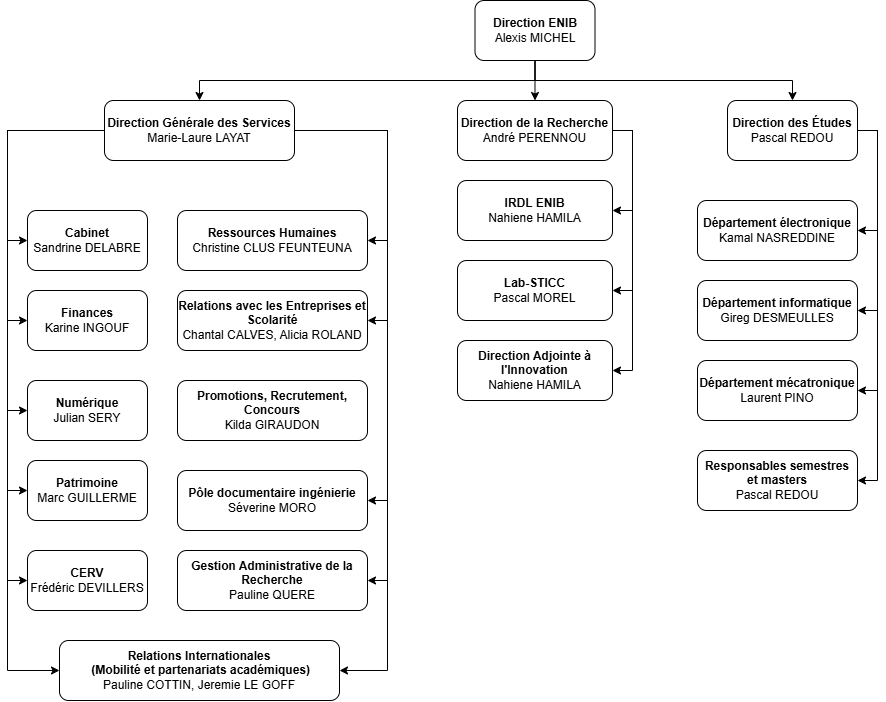 Direction ENIB
Alexis MICHEL
Direction Générale des Services
Marie-Laure LAYAT
Direction de la Recherche
André PERENNOU
Direction des Études
Pascal REDOU
Cabinet
Sandrine DELABRE
Ressources Humaines
Christine CLUS FEUNTEUNA
Finances
Karine INGOUF
Relations avec les Entreprises et
Scolarité
Chantal CALVES, Alicia ROLAND
Numérique
Julian SERY
Promotions, Recrutement,
Concours
Kilda GIRAUDON
Patrimoine
Marc GUILLERME
Pôle documentaire ingénierie
Séverine MORO
CERV
Frédéric DEVILLERS
Gestion Administrative de la
Recherche
Pauline QUERE
Relations Internationales
(Mobilité et partenariats académiques)
Pauline COTTIN, Jeremie LE GOFF
IRDL ENIB
Nahiene HAMILA
Lab-STICC
Pascal MOREL
Direction Adjointe à
l'Innovation
Nahiene HAMILA
Département électronique
Kamal NASREDDINE
Département informatique
Gireg DESMEULLES
Département mécatronique
Laurent PINO
Responsables semestres
et masters
Pascal REDOU